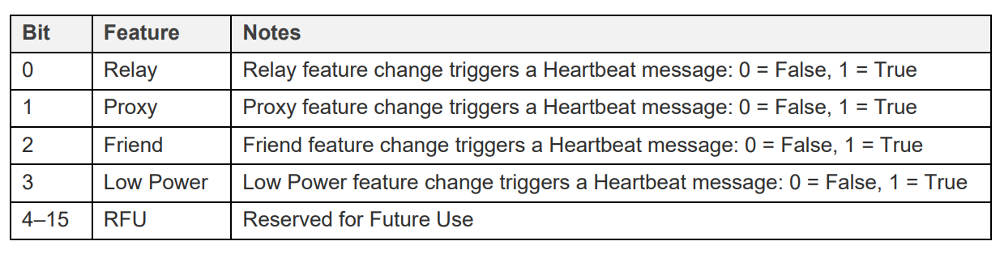 Bit Feature Notes
0 Relay Relay feature change triggers a Heartbeat message: 0 = False, 1 = True
1 Proxy Proxy feature change triggers a Heartbeat message: 0 = False, 1 = True
2 Friend Friend feature change triggers a Heartbeat message: 0 = False, 1 = True
3 Low Power Low Power feature change triggers a Heartbeat message: 0 = False, 1 = True
4–15 RFU Reserved for Future Use